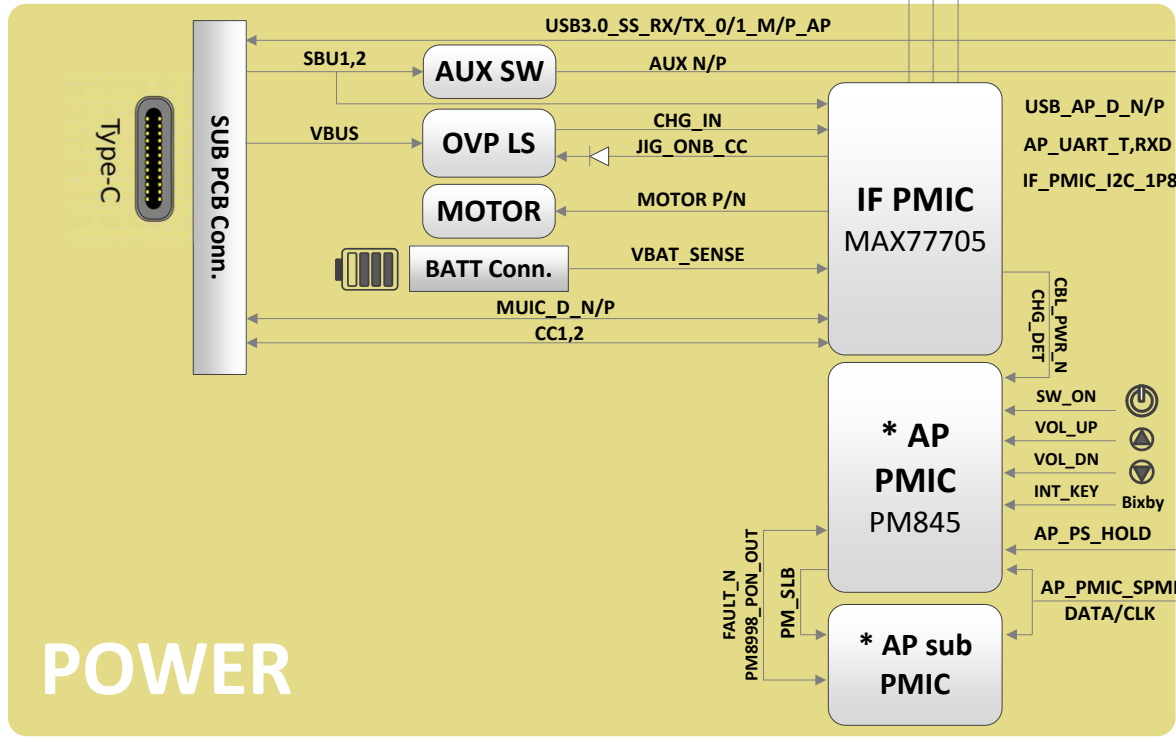 USB3.0_SS_RX/TX_0/1_M/P_AP
SBU1,2
AUX SW
AUX N/P
Type-C
SUB PCB Conn.
VBUS
OVP LS
CHG_IN
JIG_ONB_CC
USB_AP_D_N/P
AP_UART_T,RXD
IF_PMIC_I2C_1P8
MOTOR
MOTOR P/N
IF PMIC
MAX77705
BATT Conn.
VBAT_SENSE
MUIC_D_N/P
CC1,2
CBL_PWR_N
CHG_DET
* AP
PMIC
PM845
SW_ON
VOL_UP
VOL_DN
INT_KEY
Bixby
AP_PS_HOLD
FAULT_N
PM8998_PON_OUT
PM_SLB
AP_PMIC_SPMI
DATA/CLK
* AP sub
PMIC
POWER